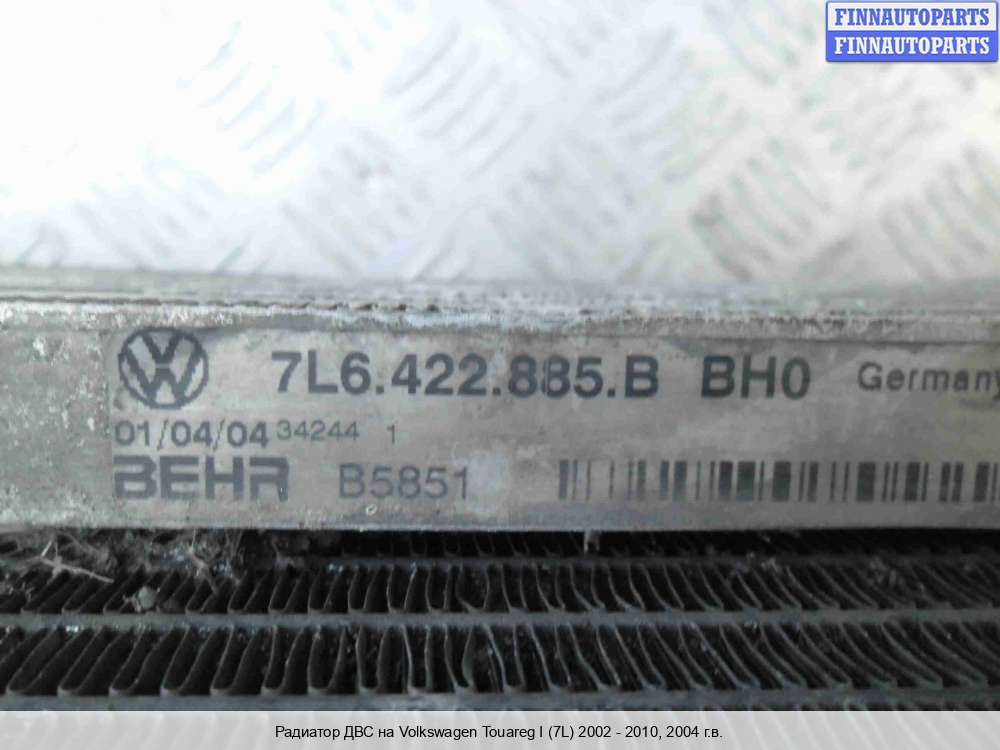 FINNAUTOPARTS
FINNAUTOPARTS
7L6.422.885.B BH0 Germany
01/04/04 34244 1
BEHR B5851
Радиатор ДВС на Volkswagen Touareg I (7L) 2002 - 2010, 2004 г.в.